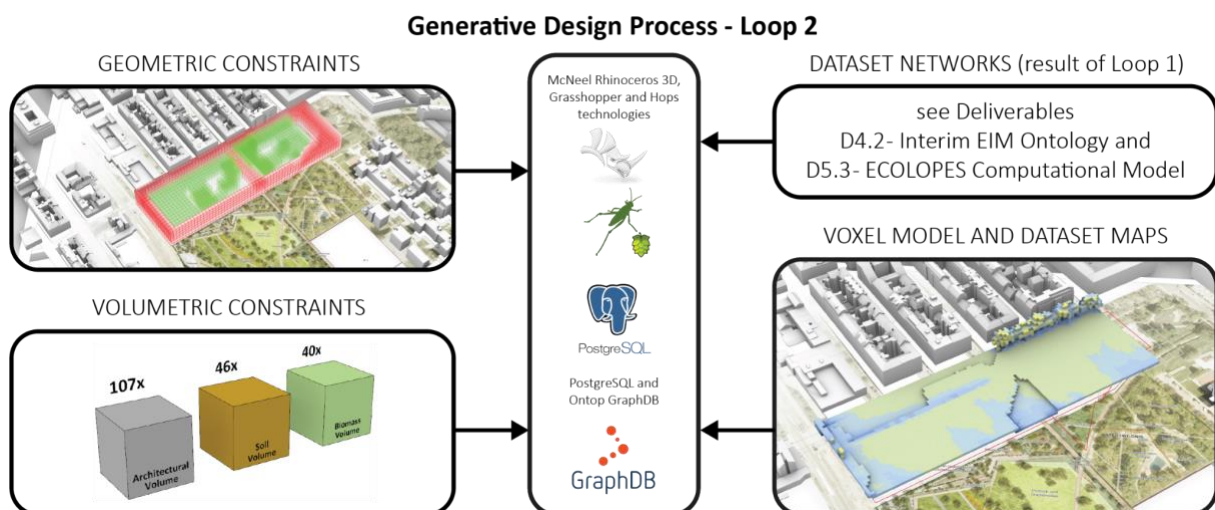 Generative Design Process - Loop 2
GEOMETRIC CONSTRAINTS
VOLUMETRIC CONSTRAINTS
107x
46x
40x
Architectural
Volume
Soil
Volume
Biomass
Volume
McNeel Rhinoceros 3D,
Grasshopper and Hops
technologies
PostgreSQL
PostgreSQL and
Ontop GraphDB
GraphDB
DATASET NETWORKS (result of Loop 1)
see Deliverables
D4.2- Interim EIM Ontology and
D5.3- ECOLOPES Computational Model
VOXEL MODEL AND DATASET MAPS